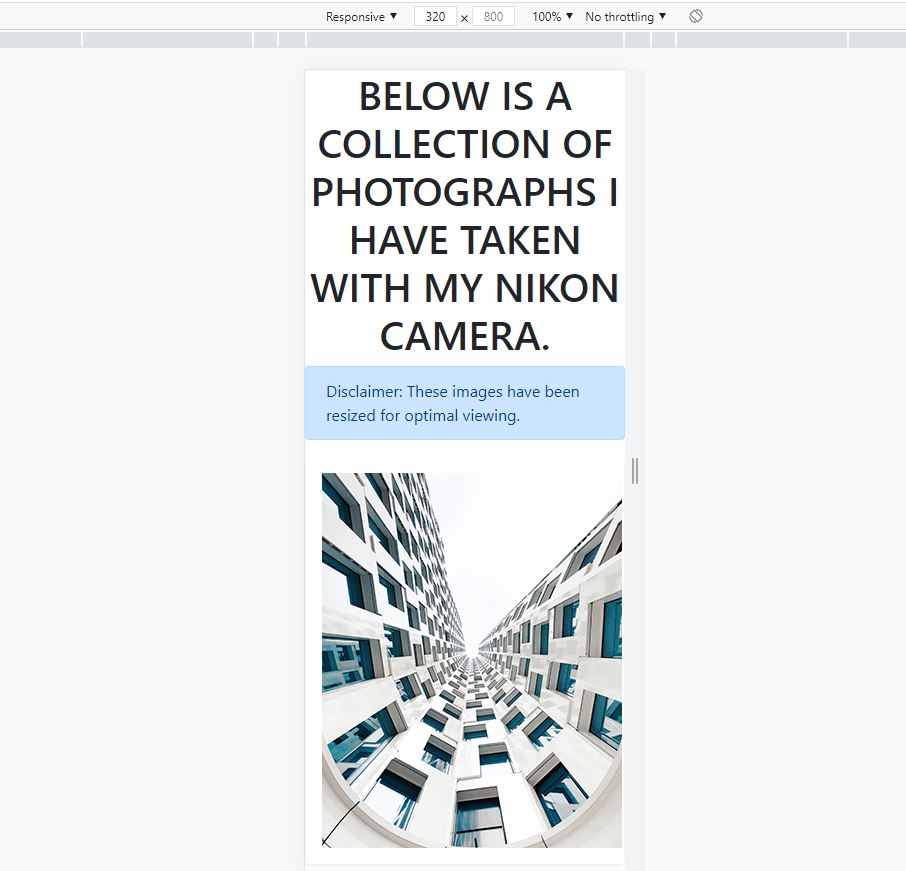 Responsive ▼ 320 x 800 100% ▼ No throttling ▼
BELOW IS A
COLLECTION OF
PHOTOGRAPHS I
HAVE TAKEN
WITH MY NIKON
CAMERA.
Disclaimer: These images have been
resized for optimal viewing.